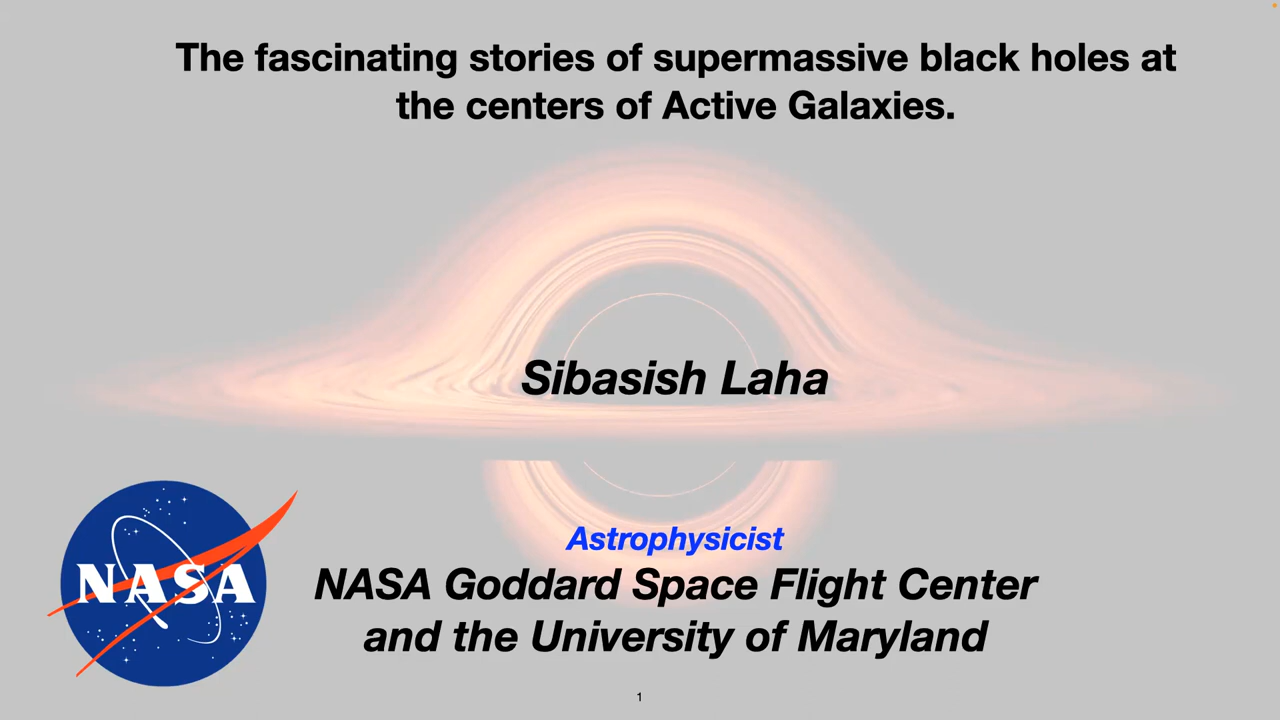 The fascinating stories of supermassive black holes at
the centers of Active Galaxies.
Sibasish Laha
Astrophysicist
NASA
NASA Goddard Space Flight Center
and the University of Maryland
1